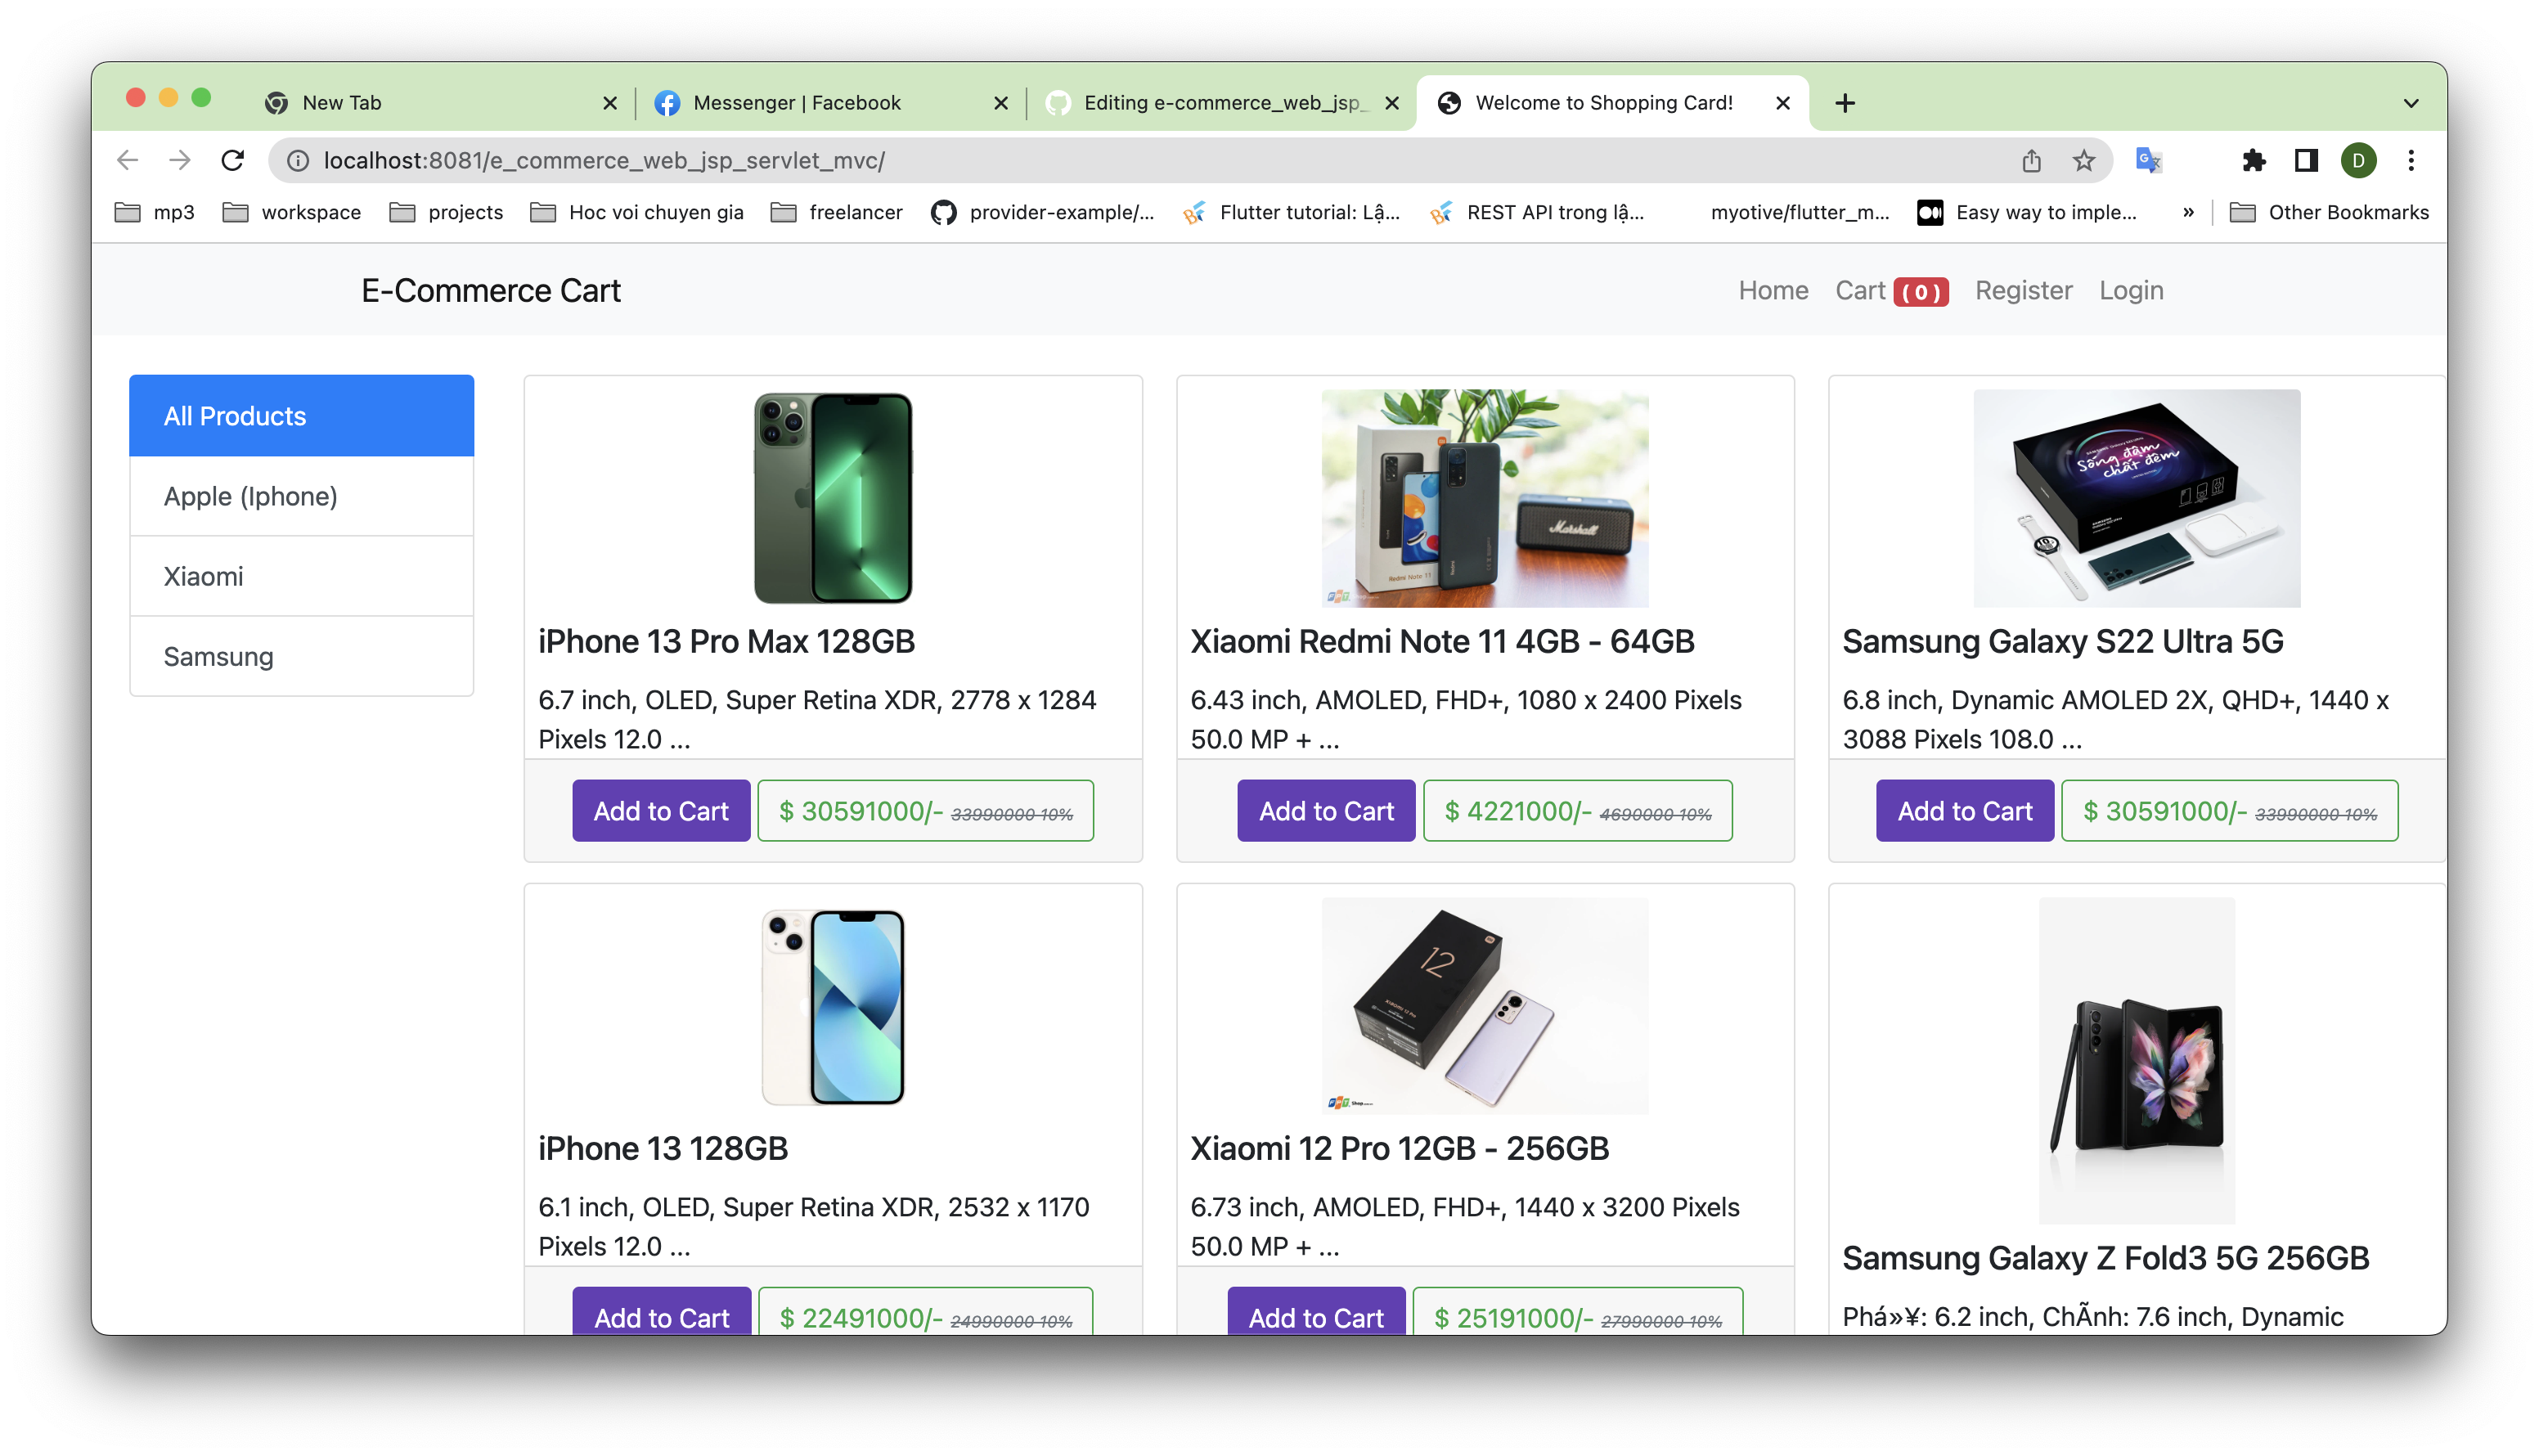 New Tab
Messenger | Facebook
Editing e-commerce_web_jsp_
Welcome to Shopping Card!
localhost:8081/e_commerce_web_jsp_servlet_mvc/
D
mp3
workspace
projects
Hoc voi chuyen gia
freelancer
provider-example/...
Flutter tutorial: Lậ...
REST API trong lậ...
myotive/flutter_m...
Easy way to imple...
»
Other Bookmarks
E-Commerce Cart
Home
Cart ( 0 )
Register
Login
All Products
Apple (Iphone)
Xiaomi
Samsung
iPhone 13 Pro Max 128GB
6.7 inch, OLED, Super Retina XDR, 2778 x 1284
Pixels 12.0 ...
Add to Cart
$ 30591000/- 33990000 10%
Redmi Note 11
Marshall
Xiaomi Redmi Note 11 4GB - 64GB
6.43 inch, AMOLED, FHD+, 1080 x 2400 Pixels
50.0 MP + ...
Add to Cart
$ 4221000/- 4690000 10%
Sống đậm
chất đêm
Samsung Galaxy S22 Ultra 5G
6.8 inch, Dynamic AMOLED 2X, QHD+, 1440 x
3088 Pixels 108.0 ...
Add to Cart
$ 30591000/- 33990000 10%
iPhone 13 128GB
6.1 inch, OLED, Super Retina XDR, 2532 x 1170
Pixels 12.0 ...
Add to Cart
$ 22491000/- 24990000 10%
12
Xiaomi 12 Pro 12GB - 256GB
6.73 inch, AMOLED, FHD+, 1440 x 3200 Pixels
50.0 MP + ...
Add to Cart
$ 25191000/- 27990000 10%
Samsung Galaxy Z Fold3 5G 256GB
Phá»¥: 6.2 inch, ChÃ­nh: 7.6 inch, Dynamic